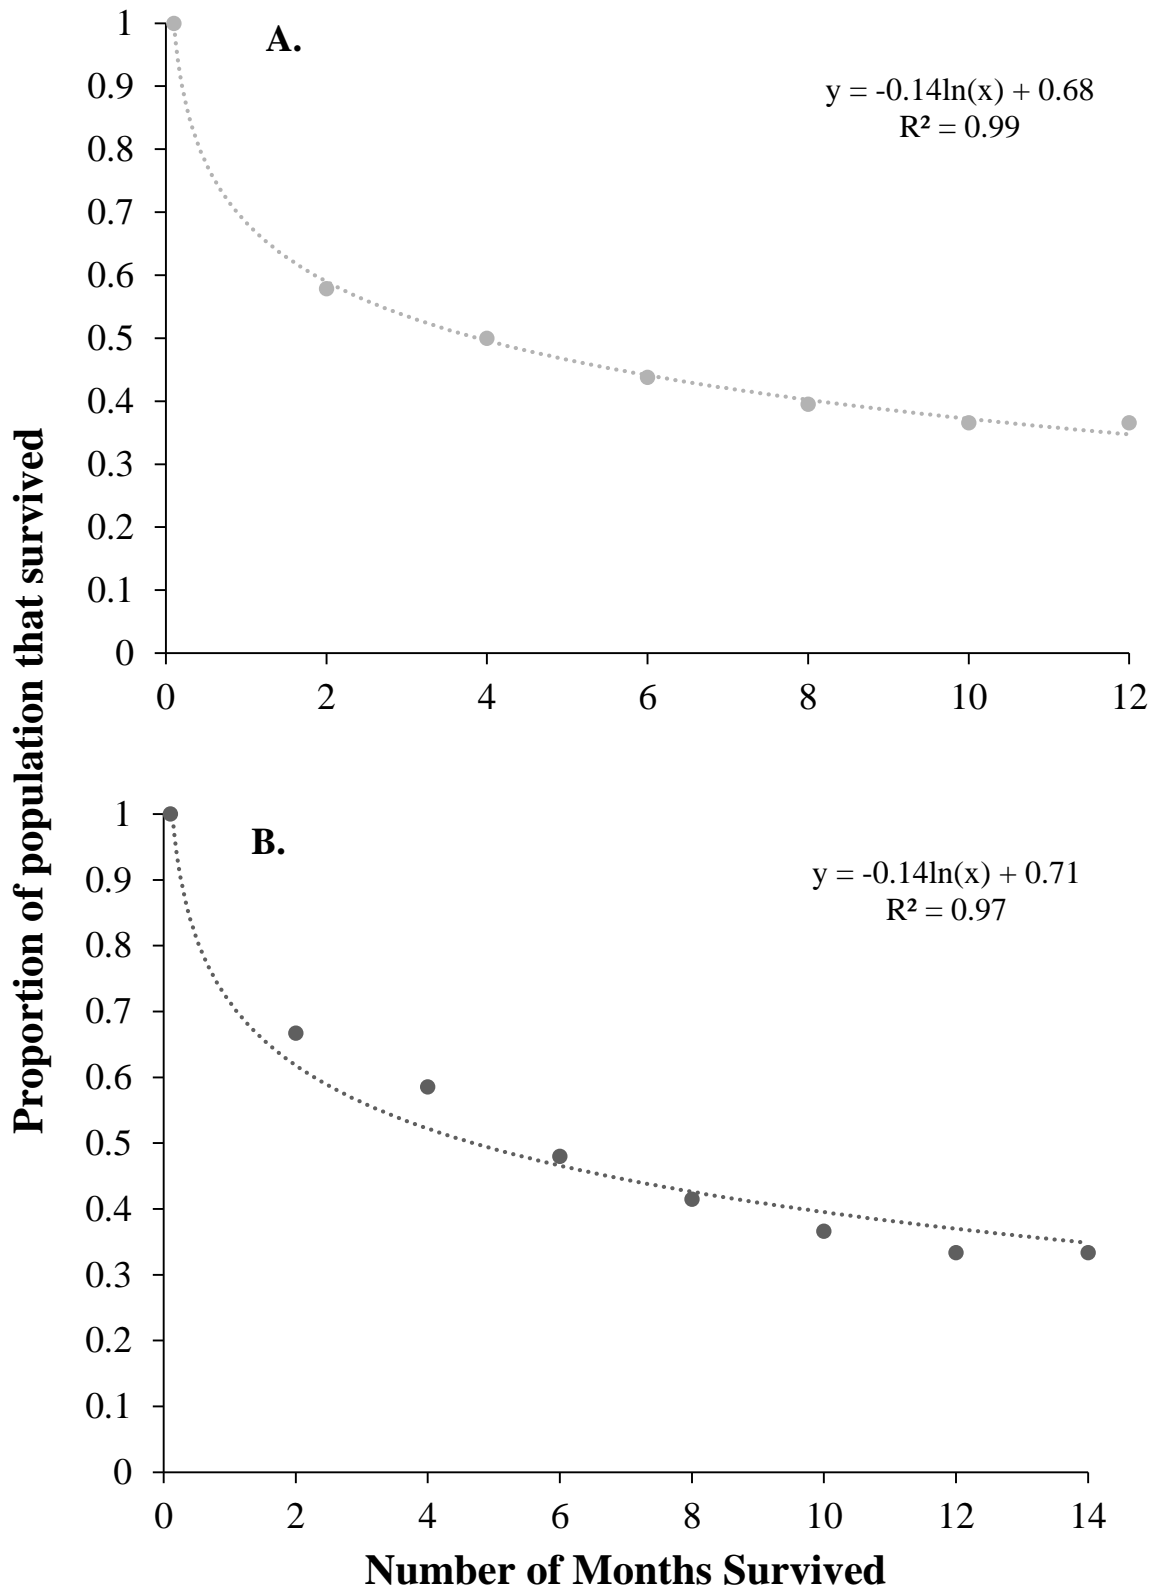 Proportion of population that survived
A.
y = -0.14ln(x) + 0.68
R² = 0.99
1
0.9
0.8
0.7
0.6
0.5
0.4
0.3
0.2
0.1
0
0 2 4 6 8 10 12
B.
y = -0.14ln(x) + 0.71
R² = 0.97
1
0.9
0.8
0.7
0.6
0.5
0.4
0.3
0.2
0.1
0
0 2 4 6 8 10 12 14
Number of Months Survived